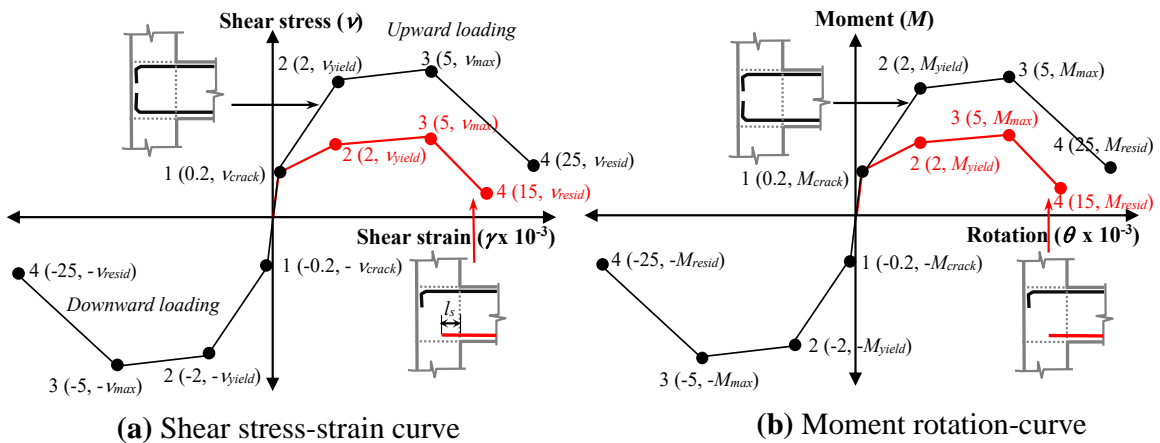 Shear stress (ν)
Upward loading
2 (2, νyield)
3 (5, νmax)
3 (5, νmax)
2 (2, νyield)
4 (25, νresid)
1 (0.2, νcrack)
4 (15, νresid)
Shear strain (γ x 10-3)
1 (-0.2, - νcrack)
4 (-25, -νresid)
Downward loading
ls
2 (-2, -νyield)
3 (-5, -νmax)
(a) Shear stress-strain curve
Moment (M)
2 (2, Myield)
3 (5, Mmax)
3 (5, Mmax)
4 (25, Mresid)
2 (2, Myield)
1 (0.2, Mcrack)
4 (15, Mresid)
Rotation (θ x 10-3)
1 (-0.2, -Mcrack)
4 (-25, -Mresid)
2 (-2, -Myield)
3 (-5, -Mmax)
(b) Moment rotation-curve